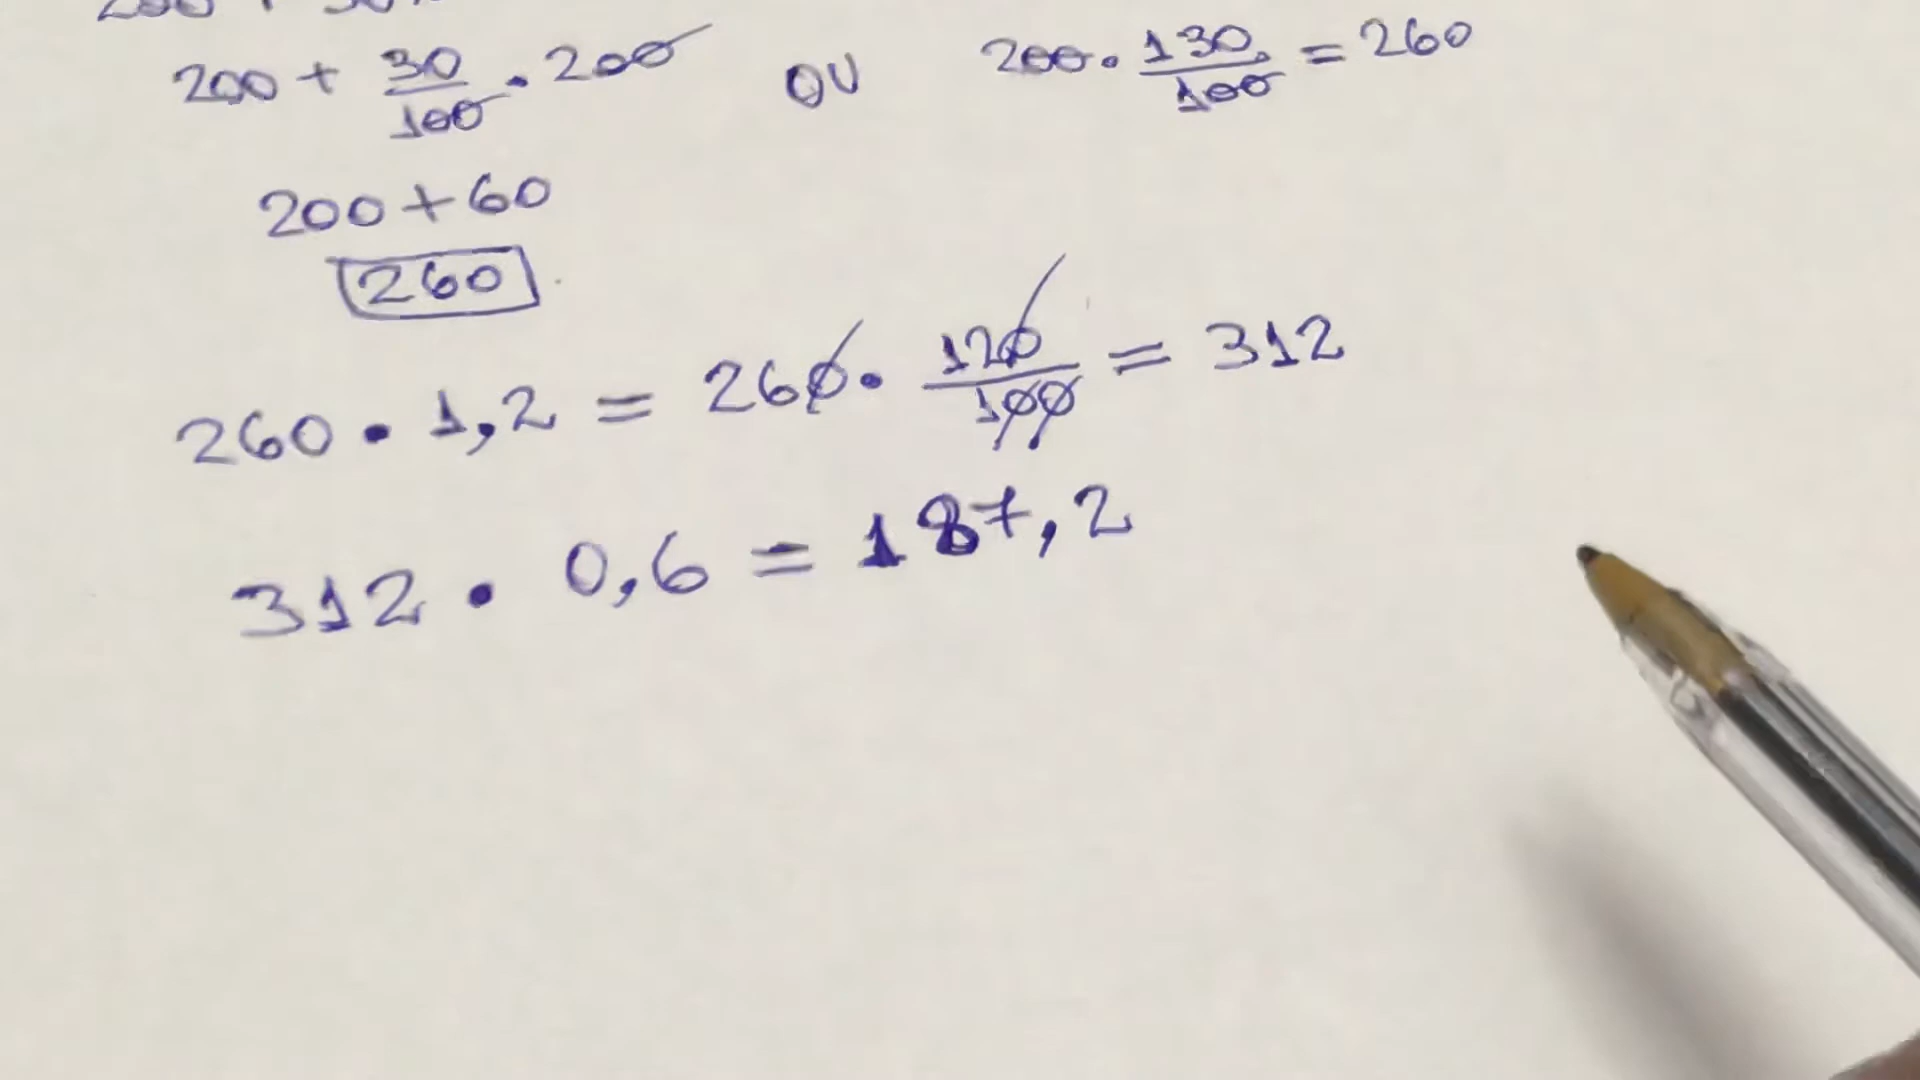 200 + 30/100 · 200 ou 200 · 130/100 = 260
200 + 60
260
260 · 1,2 = 260 · 120/100 = 312
312 · 0,6 = 187,2